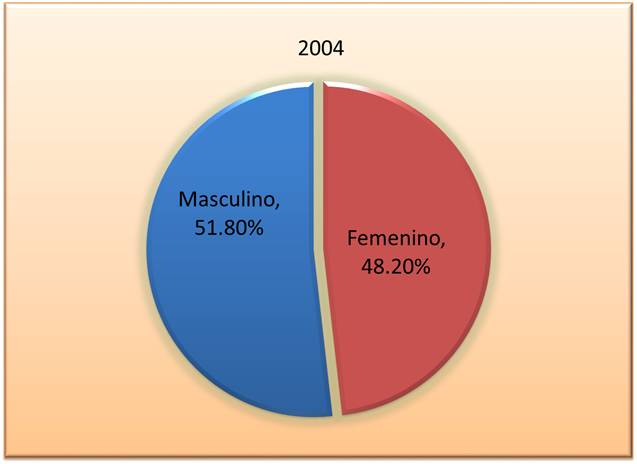 2004
Masculino,
51.80%
Femenino,
48.20%